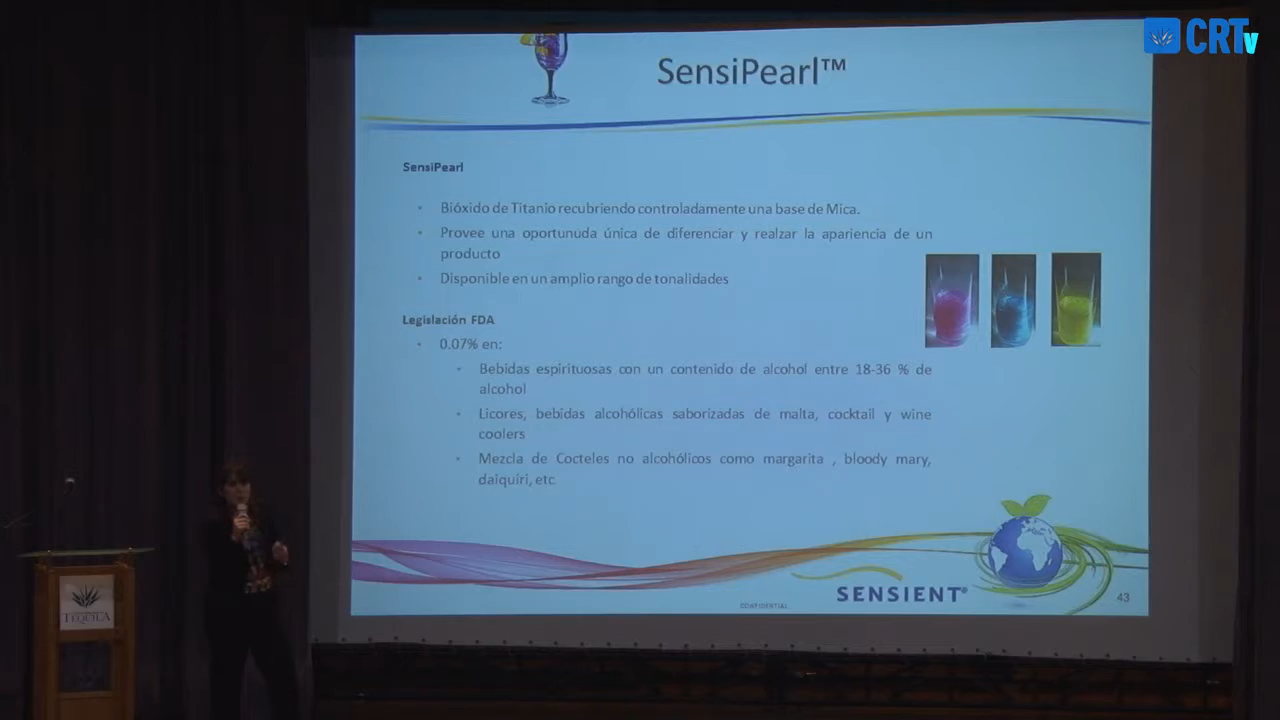 CRTv
SensiPearl™
SensiPearl
Bióxido de Titanio recubriendo controladamente una base de Mica.
Provee una oportunuda única de diferenciar y realzar la apariencia de un
producto
Disponible en un amplio rango de tonalidades
Legislación FDA
0.07% en:
Bebidas espirituosas con un contenido de alcohol entre 18-36 % de
alcohol
Licores, bebidas alcohólicas saborizadas de malta, cocktail y wine
coolers
Mezcla de Cocteles no alcohólicos como margarita , bloody mary,
daiquiri, etc
SENSIENT®
CONFIDENTIAL
43
TEQUILA